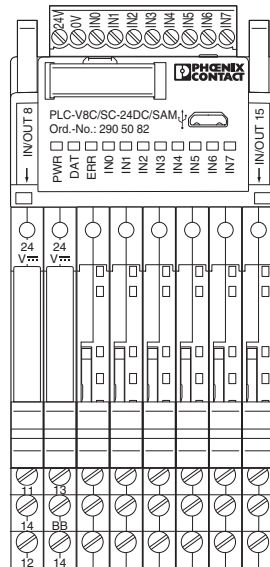 24V 0V IN0 IN1 IN2 IN3 IN4 IN5 IN6 IN7
PHŒNIX
CONTACT
PLC-V8C/SC-24DC/SAM
Ord.-No.: 290 50 82
IN/OUT 8
IN/OUT 15
PWR DAT ERR IN0 IN1 IN2 IN3 IN4 IN5 IN6 IN7
24 24
V V
11 13
14 BB
12 14